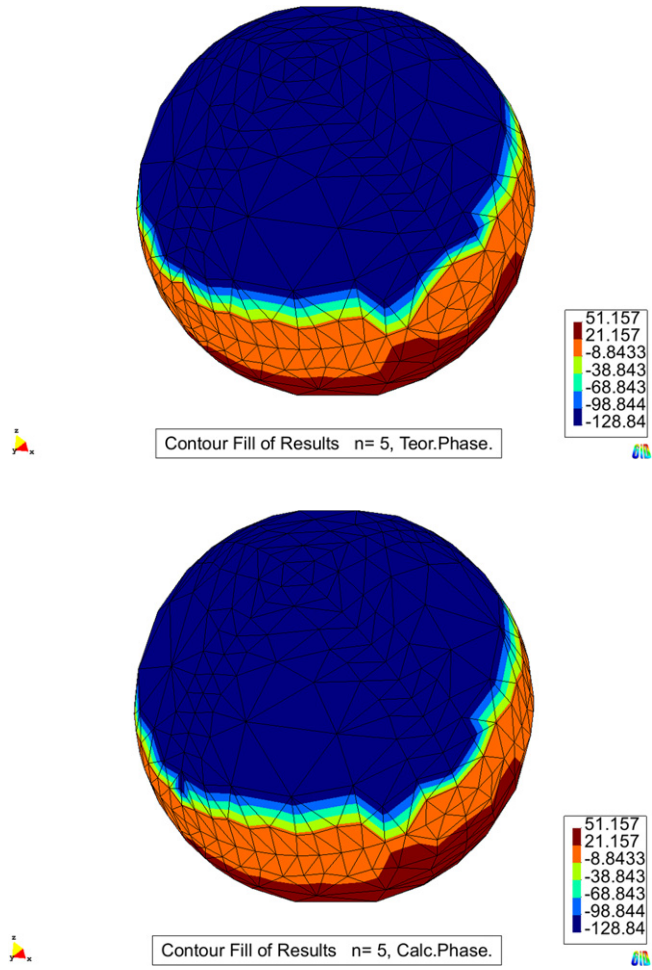 51.157
21.157
-8.8433
-38.843
-68.843
-98.844
-128.84
z
y x
Contour Fill of Results n= 5, Teor.Phase.
GiD
51.157
21.157
-8.8433
-38.843
-68.843
-98.844
-128.84
z
y x
Contour Fill of Results n= 5, Calc.Phase.
GiD